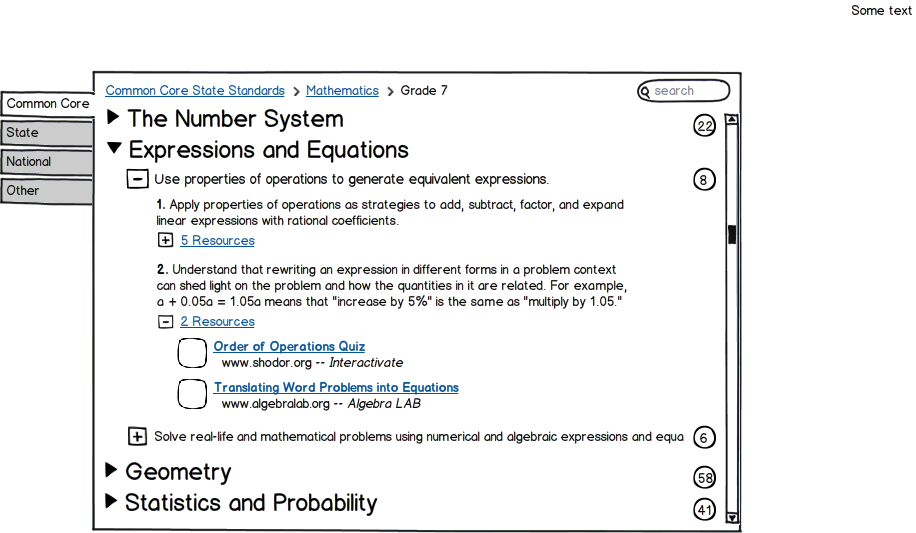 Some text
Common Core State Standards > Mathematics > Grade 7
search
Common Core
State
National
Other
The Number System
22
Expressions and Equations
Use properties of operations to generate equivalent expressions.
8
1. Apply properties of operations as strategies to add, subtract, factor, and expand
linear expressions with rational coefficients.
5 Resources
2. Understand that rewriting an expression in different forms in a problem context
can shed light on the problem and how the quantities in it are related. For example,
a + 0.05a = 1.05a means that "increase by 5%" is the same as "multiply by 1.05."
2 Resources
Order of Operations Quiz
www.shodor.org -- Interactivate
Translating Word Problems into Equations
www.algebralab.org -- Algebra LAB
Solve real-life and mathematical problems using numerical and algebraic expressions and equa
6
Geometry
58
Statistics and Probability
41